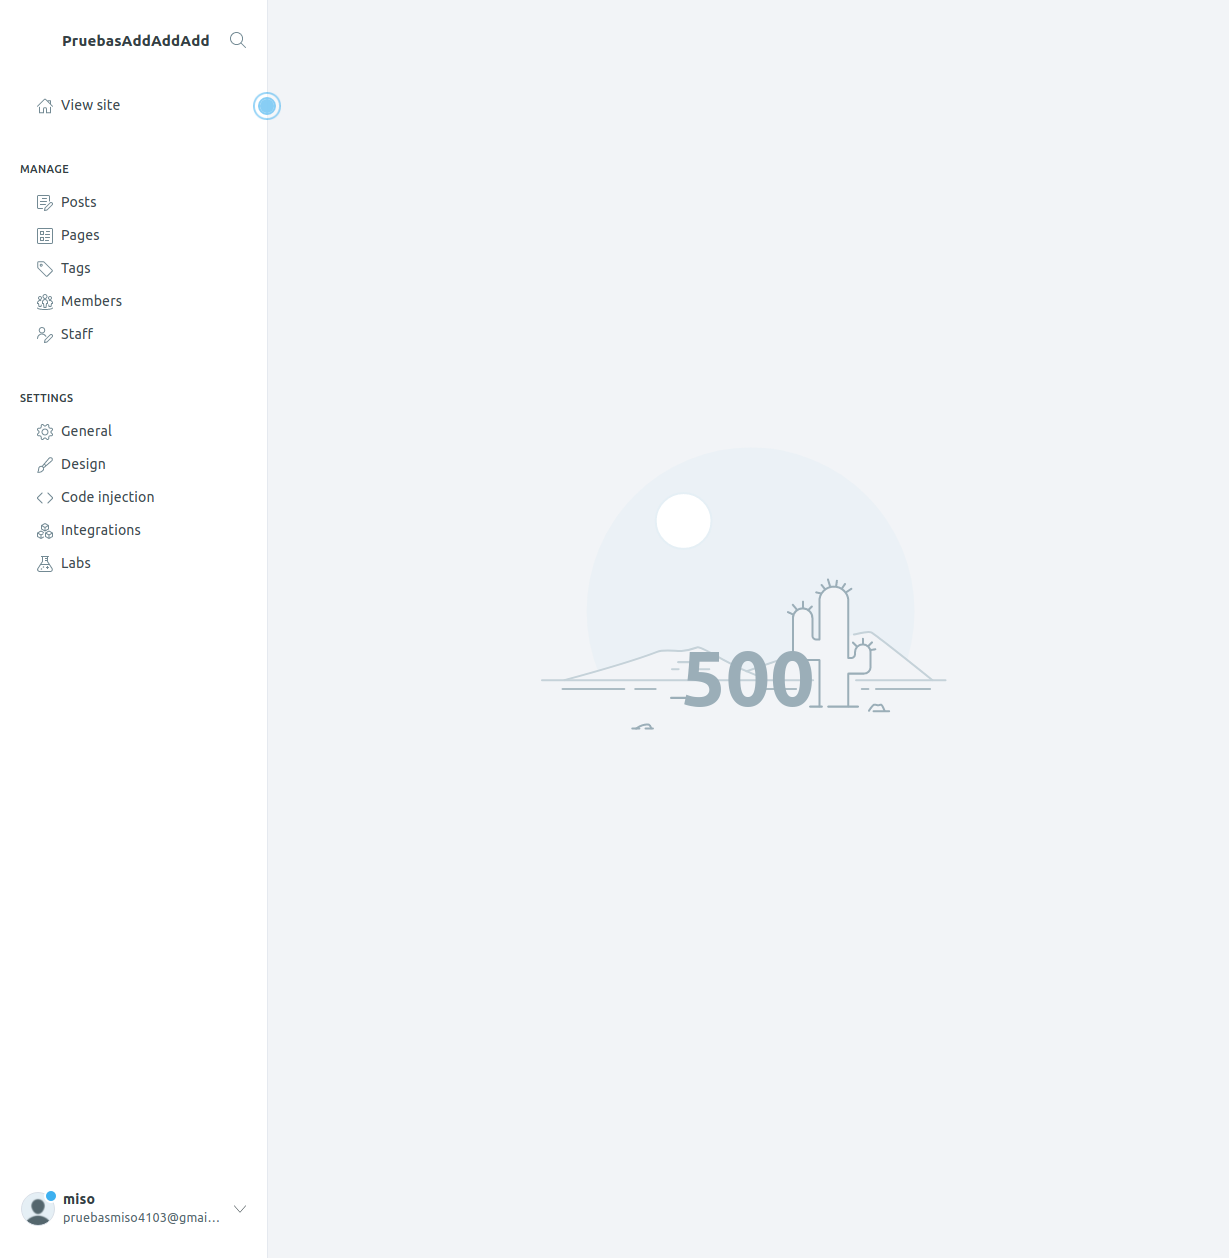 PruebasAddAddAdd
View site
MANAGE
Posts
Pages
Tags
Members
Staff
SETTINGS
General
Design
Code injection
Integrations
Labs
500
miso
pruebasmiso4103@gmai...